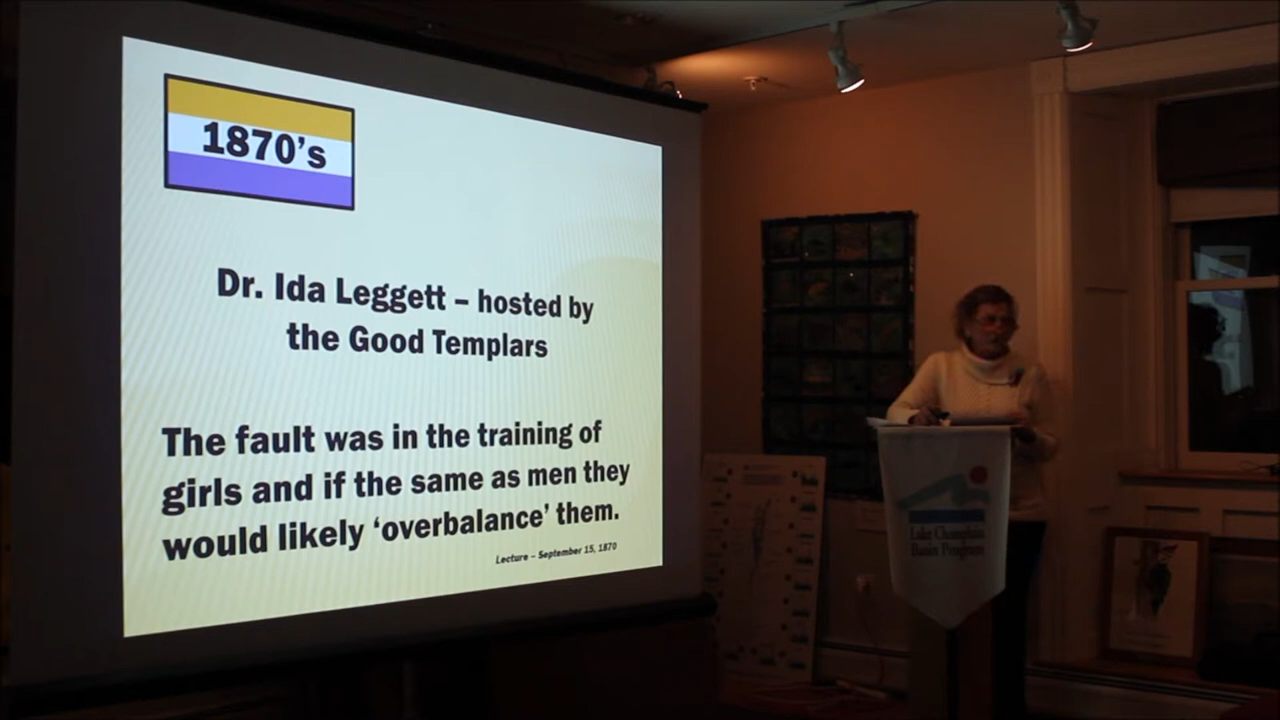 1870's
Dr. Ida Leggett – hosted by
the Good Templars
The fault was in the training of
girls and if the same as men they
would likely 'overbalance' them.
Lecture – September 15, 1870
Lake Champlain
Basin Program